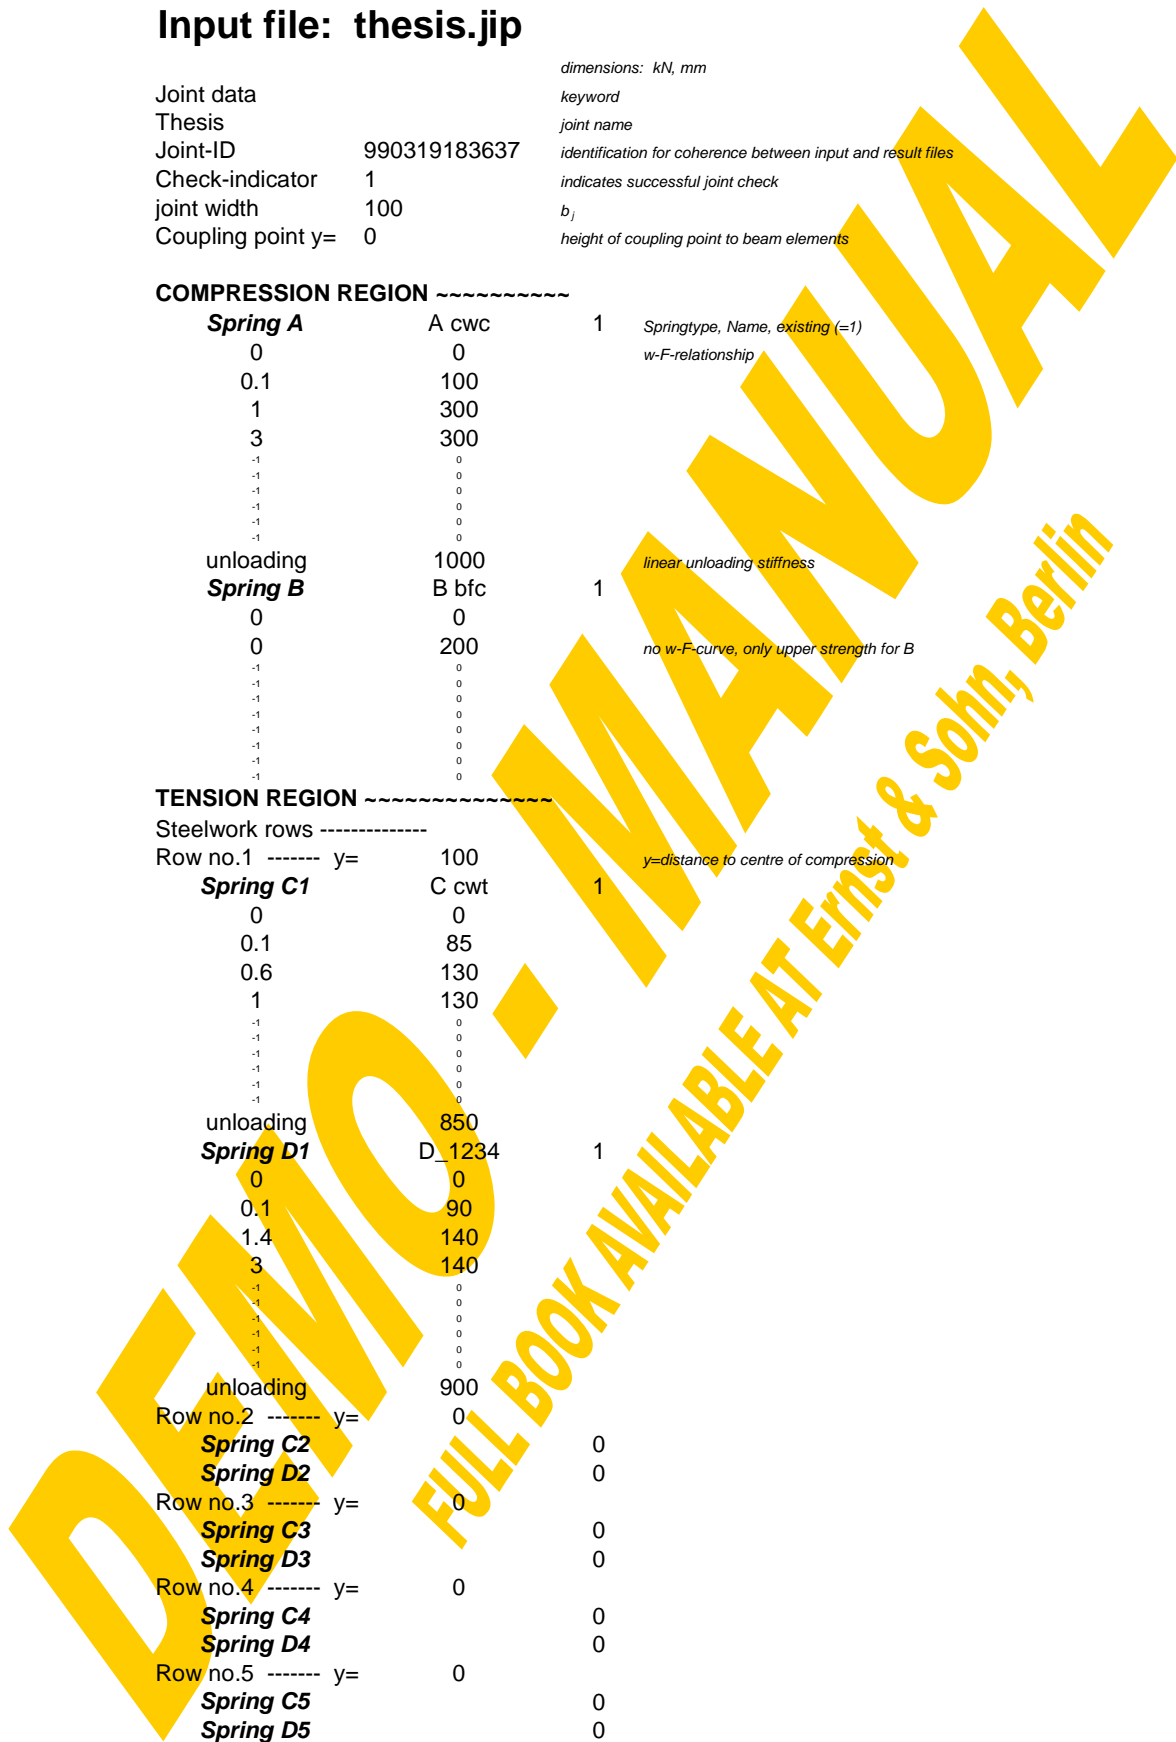 Input file: thesis.jip
dimensions: kN, mm
Joint data keyword
Thesis joint name
Joint-ID 990319183637 identification for coherence between input and result files
Check-indicator 1 indicates successful joint check
joint width 100 b j
Coupling point y= 0 height of coupling point to beam elements
COMPRESSION REGION ~~~~~~~~~~
Spring A A cwc 1 Springtype, Name, existing (=1)
0 0 w-F-relationship
0.1 100
1 300
3 300
-1 0
-1 0
-1 0
-1 0
-1 0
-1 0
unloading 1000 linear unloading stiffness
Spring B B bfc 1
0 0
0 200 no w-F-curve, only upper strength for B
-1 0
-1 0
-1 0
-1 0
-1 0
-1 0
-1 0
-1 0
TENSION REGION ~~~~~~~~~~~~~~
Steelwork rows --------------
Row no.1 ------- y= 100 y=distance to centre of compression
Spring C1 C cwt 1
0 0
0.1 85
0.6 130
1 130
-1 0
-1 0
-1 0
-1 0
-1 0
-1 0
unloading 850
Spring D1 D_1234 1
0 0
0.1 90
1.4 140
3 140
-1 0
-1 0
-1 0
-1 0
-1 0
-1 0
unloading 900
Row no.2 ------- y= 0
Spring C2 0
Spring D2 0
Row no.3 ------- y= 0
Spring C3 0
Spring D3 0
Row no.4 ------- y= 0
Spring C4 0
Spring D4 0
Row no.5 ------- y= 0
Spring C5 0
Spring D5 0
DEMO - MANUAL
FULL BOOK AVAILABLE AT Ernst & Sohn, Berlin